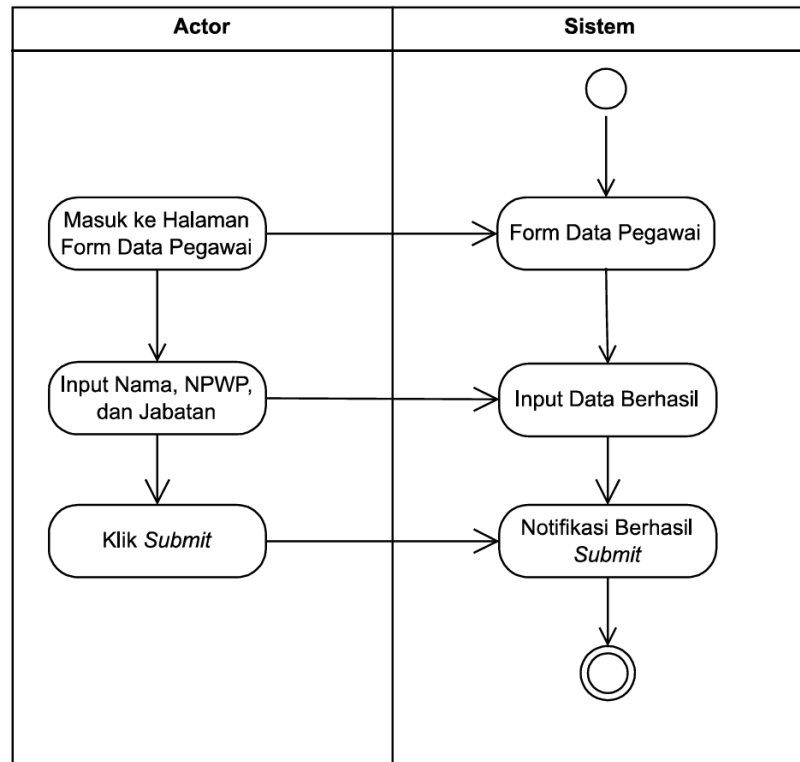 Actor
Sistem
Masuk ke Halaman
Form Data Pegawai
Form Data Pegawai
Input Nama, NPWP,
dan Jabatan
Input Data Berhasil
Klik Submit
Notifikasi Berhasil
Submit